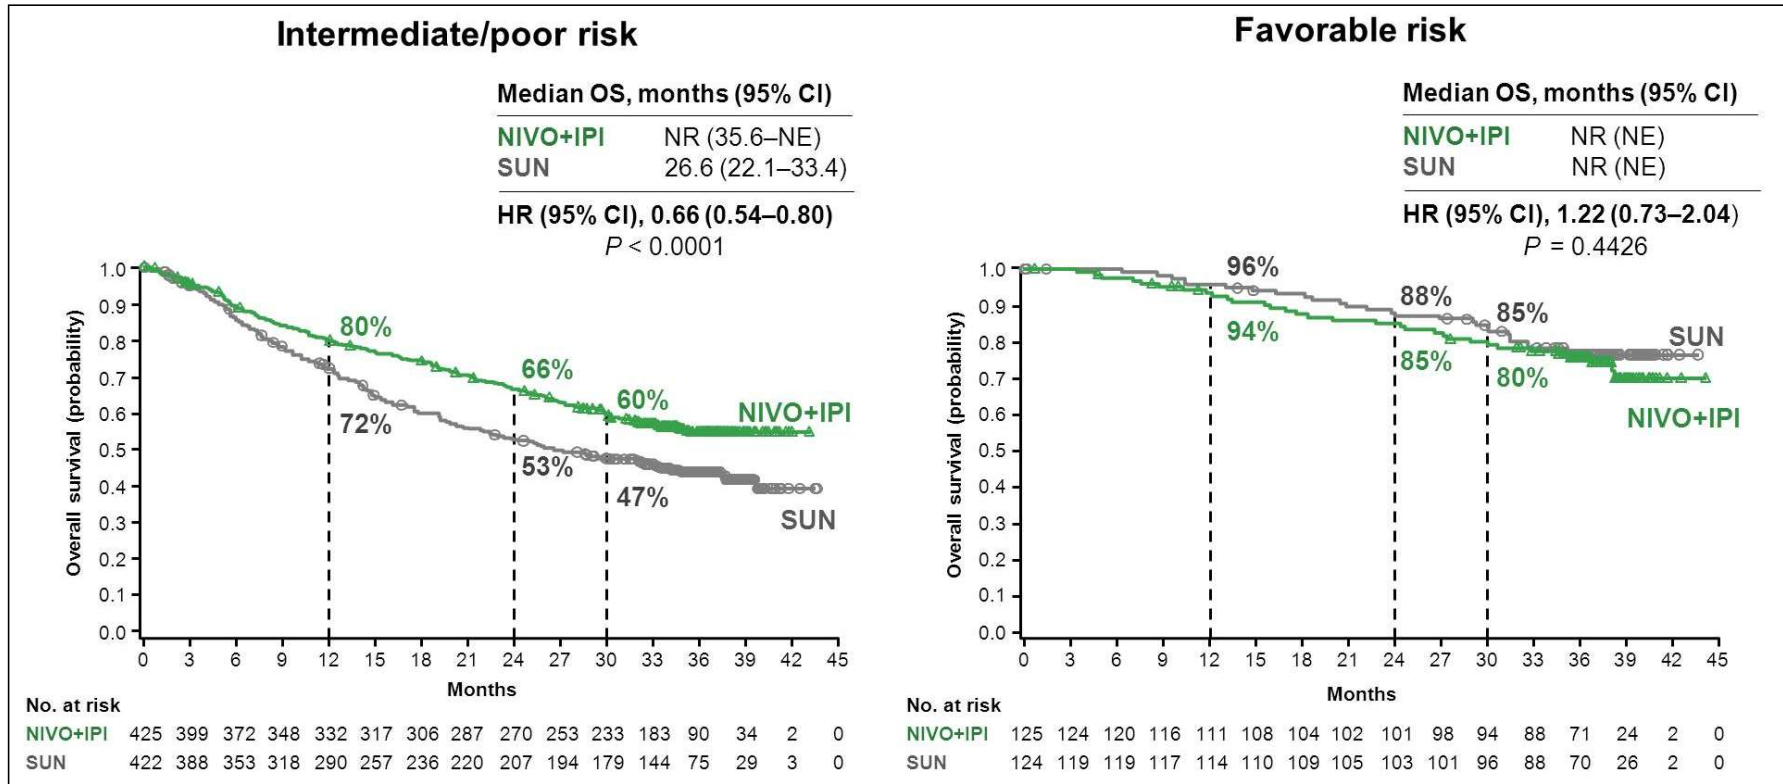 Intermediate/poor risk
Median OS, months (95% CI)
NIVO+IPI NR (35.6–NE)
SUN 26.6 (22.1–33.4)
HR (95% CI), 0.66 (0.54–0.80)
P < 0.0001
Overall survival (probability)
1.0
0.9
0.8
0.7
0.6
0.5
0.4
0.3
0.2
0.1
0.0
80%
66%
60%
NIVO+IPI
72%
53%
47%
SUN
0 3 6 9 12 15 18 21 24 27 30 33 36 39 42 45
Months
No. at risk
NIVO+IPI 425 399 372 348 332 317 306 287 270 253 233 183 90 34 2 0
SUN 422 388 353 318 290 257 236 220 207 194 179 144 75 29 3 0
Favorable risk
Median OS, months (95% CI)
NIVO+IPI NR (NE)
SUN NR (NE)
HR (95% CI), 1.22 (0.73–2.04)
P = 0.4426
Overall survival (probability)
1.0
0.9
0.8
0.7
0.6
0.5
0.4
0.3
0.2
0.1
0.0
96%
88%
85%
SUN
94%
85%
80%
NIVO+IPI
0 3 6 9 12 15 18 21 24 27 30 33 36 39 42 45
Months
No. at risk
NIVO+IPI 125 124 120 116 111 108 104 102 101 98 94 88 71 24 2 0
SUN 124 119 119 117 114 110 109 105 103 101 96 88 70 26 2 0